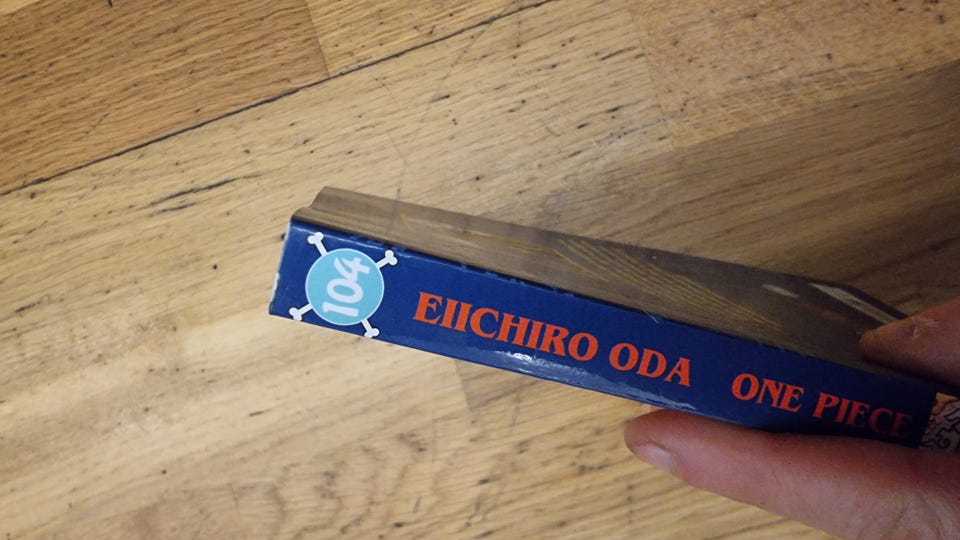 104
EIICHIRO ODA ONE PIECE